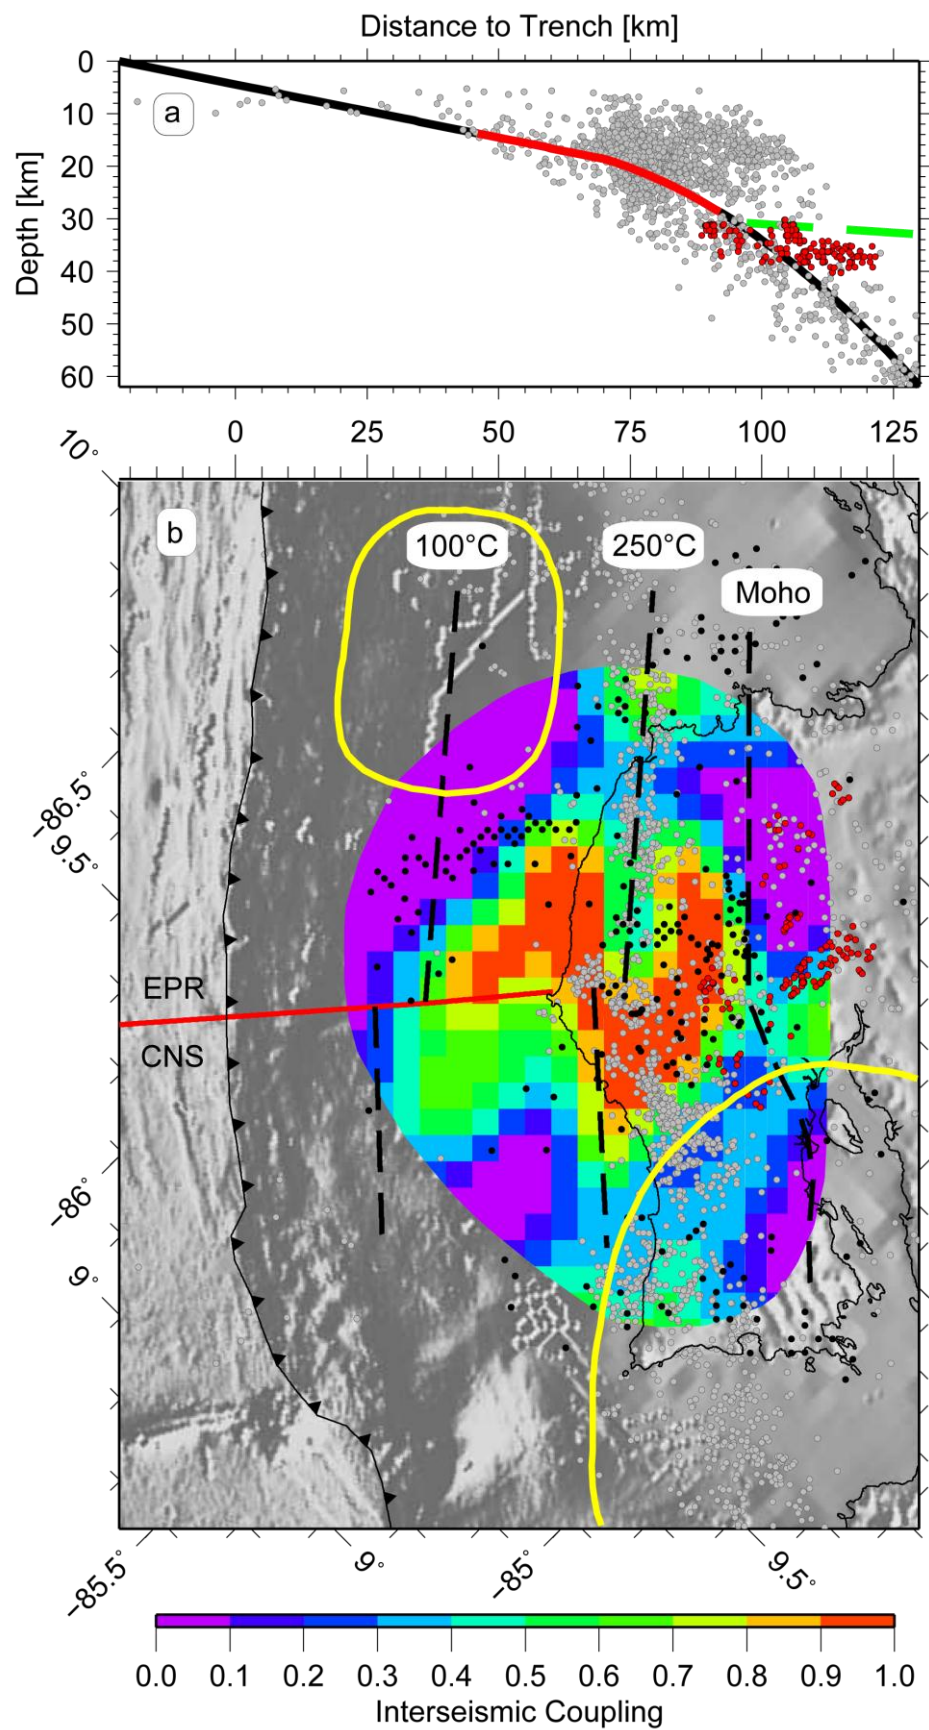 Distance to Trench [km]
0
10
20
30
40
50
60
Depth [km]
a
0 25 50 75 100 125
10°
b
100°C
250°C
Moho
−86.5°
9.5°
EPR
CNS
−86°
9°
−85.5°
9°
−85°
9.5°
0.0 0.1 0.2 0.3 0.4 0.5 0.6 0.7 0.8 0.9 1.0
Interseismic Coupling